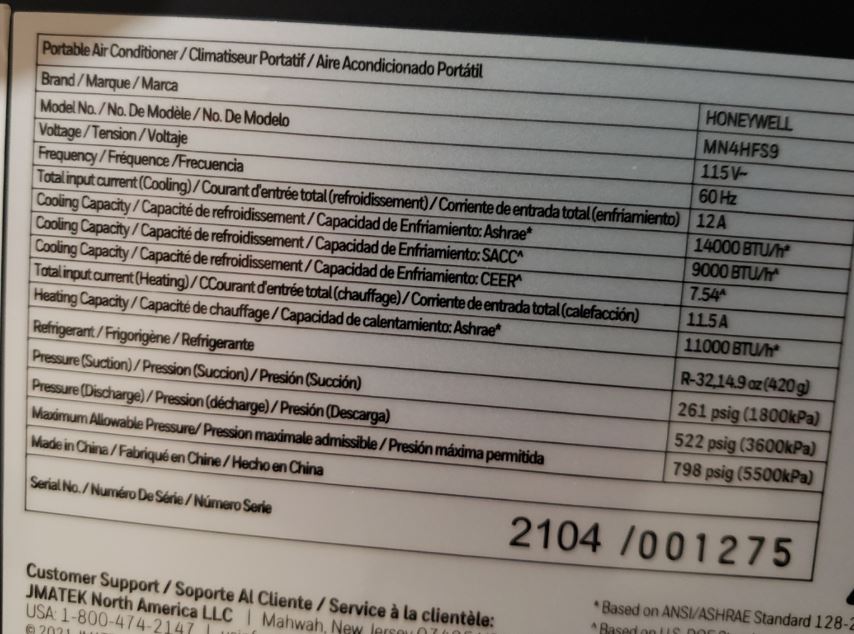 Portable Air Conditioner / Climatiseur Portatif / Aire Acondicionado Portátil
Brand / Marque / Marca HONEYWELL
Model No. / No. De Modèle / No. De Modelo MN4HFS9
Voltage / Tension / Voltaje 115 V~
Frequency / Fréquence /Frecuencia 60 Hz
Total input current (Cooling) / Courant d'entrée total (refroidissement) / Corriente de entrada total (enfriamiento) 12 A
Cooling Capacity / Capacité de refroidissement / Capacidad de Enfriamiento: Ashrae* 14000 BTU/h*
Cooling Capacity / Capacité de refroidissement / Capacidad de Enfriamiento: SACC^ 9000 BTU/h^
Cooling Capacity / Capacité de refroidissement / Capacidad de Enfriamiento: CEER^ 7.54^
Total input current (Heating) / CCourant d'entrée total (chauffage) / Corriente de entrada total (calefacción) 11.5 A
Heating Capacity / Capacité de chauffage / Capacidad de calentamiento: Ashrae* 11000 BTU/h*
Refrigerant / Frigorigène / Refrigerante R-32,14.9 oz (420 g)
Pressure (Suction) / Pression (Succion) / Presión (Succión) 261 psig (1800kPa)
Pressure (Discharge) / Pression (décharge) / Presión (Descarga) 522 psig (3600kPa)
Maximum Allowable Pressure/ Pression maximale admissible / Presión máxima permitida 798 psig (5500kPa)
Made in China / Fabriqué en Chine / Hecho en China
Serial No. / Numéro De Série / Número Serie 2104 /001275
Customer Support / Soporte Al Cliente / Service à la clientèle:
JMATEK North America LLC | Mahwah, New Jersey
USA: 1-800-474-2147 |
* Based on ANSI/ASHRAE Standard 128-2
^ Based on U.S. DOE
© 2021